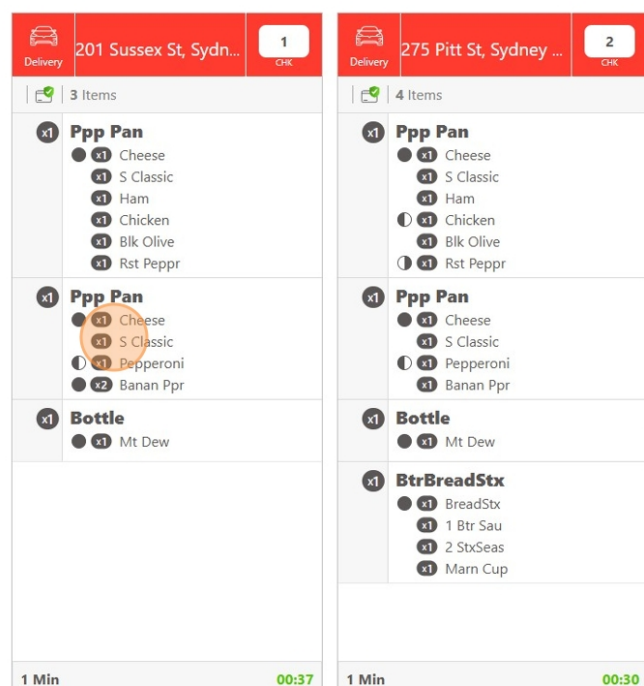 Delivery
201 Sussex St, Sydn...
1
CHK
3 Items
x1 Ppp Pan
x1 Cheese
x1 S Classic
x1 Ham
x1 Chicken
x1 Blk Olive
x1 Rst Peppr
x1 Ppp Pan
x1 Cheese
x1 S Classic
x1 Pepperoni
x2 Banan Ppr
x1 Bottle
x1 Mt Dew
1 Min 00:37
Delivery
275 Pitt St, Sydney ...
2
CHK
4 Items
x1 Ppp Pan
x1 Cheese
x1 S Classic
x1 Ham
x1 Chicken
x1 Blk Olive
x1 Rst Peppr
x1 Ppp Pan
x1 Cheese
x1 S Classic
x1 Pepperoni
x1 Banan Ppr
x1 Bottle
x1 Mt Dew
x1 BtrBreadStx
x1 BreadStx
x1 1 Btr Sau
x1 2 StxSeas
x1 Marn Cup
1 Min 00:30